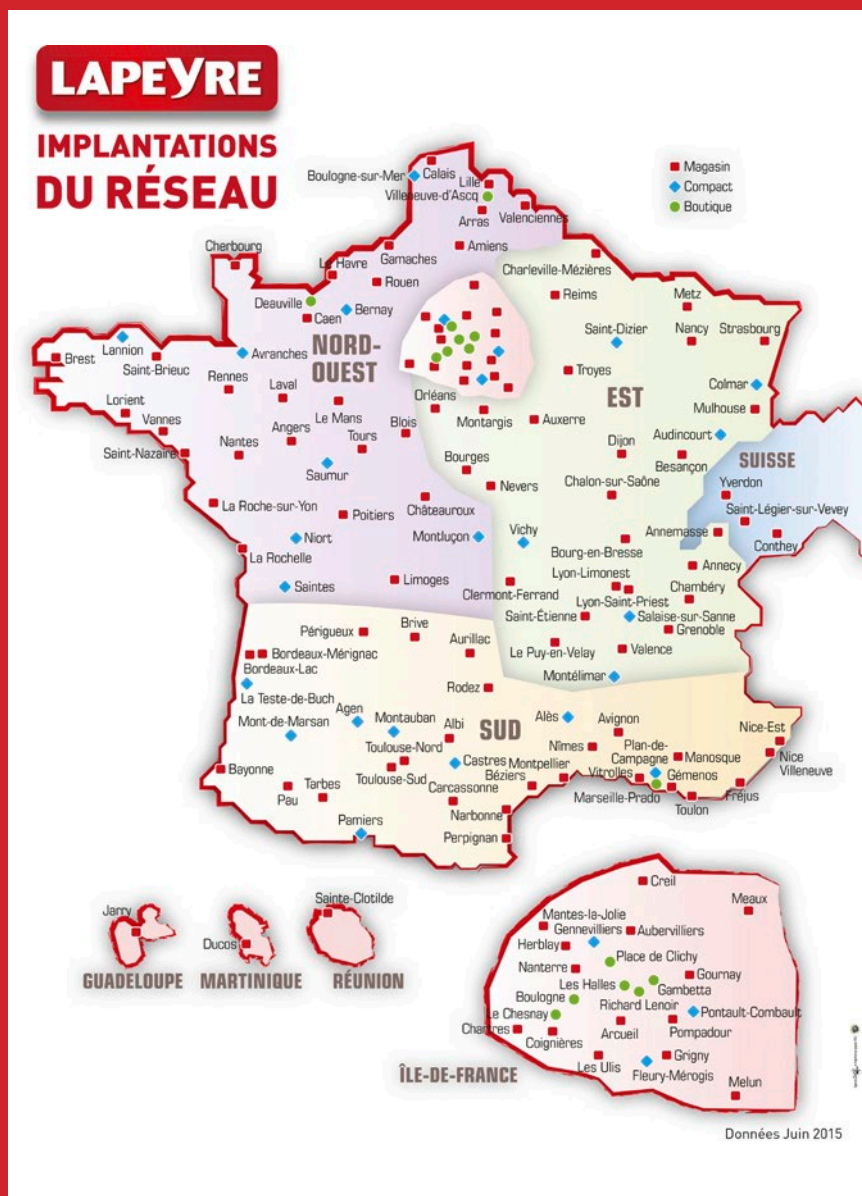 LAPEYRE
IMPLANTATIONS
DU RÉSEAU
Magasin
Compact
Boutique
Boulogne-sur-Mer
Calais
Lille
Villeneuve-d'Ascq
Arras
Valenciennes
Cherbourg
Gamaches
Amiens
Le Havre
Rouen
Charleville-Mézières
Reims
Metz
Deauville
Caen
Bernay
Saint-Dizier
Nancy
Strasbourg
Brest
Lannion
Saint-Brieuc
Avranches
NORD-
OUEST
Rennes
Laval
Troyes
Colmar
EST
Lorient
Le Mans
Orléans
Mulhouse
Vannes
Angers
Tours
Blois
Montargis
Auxerre
Audincourt
Saint-Nazaire
Nantes
Dijon
Besançon
SUISSE
Saumur
Bourges
Nevers
Chalon-sur-Saône
Yverdon
La Roche-sur-Yon
Poitiers
Châteauroux
Saint-Légier-sur-Vevey
Niort
Montluçon
Vichy
Annemasse
Conthey
La Rochelle
Bourg-en-Bresse
Annecy
Saintes
Limoges
Clermont-Ferrand
Lyon-Limonest
Chambéry
Lyon-Saint-Priest
Saint-Étienne
Salaise-sur-Sanne
Grenoble
Périgueux
Brive
Aurillac
Le Puy-en-Velay
Valence
Bordeaux-Mérignac
Bordeaux-Lac
Montélimar
La Teste-de-Buch
Rodez
Mont-de-Marsan
Agen
Montauban
Albi
SUD
Alès
Avignon
Nice-Est
Toulouse-Nord
Castres
Montpellier
Nîmes
Plan-de-
Campagne
Manosque
Nice
Villeneuve
Bayonne
Toulouse-Sud
Béziers
Vitrolles
Gémenos
Pau
Tarbes
Carcassonne
Marseille-Prado
Toulon
Fréjus
Pamiers
Narbonne
Perpignan
Jarry
GUADELOUPE
Ducos
MARTINIQUE
Sainte-Clotilde
RÉUNION
Creil
Meaux
Mantes-la-Jolie
Gennevilliers
Aubervilliers
Herblay
Place de Clichy
Nanterre
Gournay
Les Halles
Gambetta
Boulogne
Richard Lenoir
Le Chesnay
Pontault-Combault
Chartres
Coignières
Arcueil
Pompadour
Les Ulis
Grigny
Fleury-Mérogis
Melun
ÎLE-DE-FRANCE
Données Juin 2015